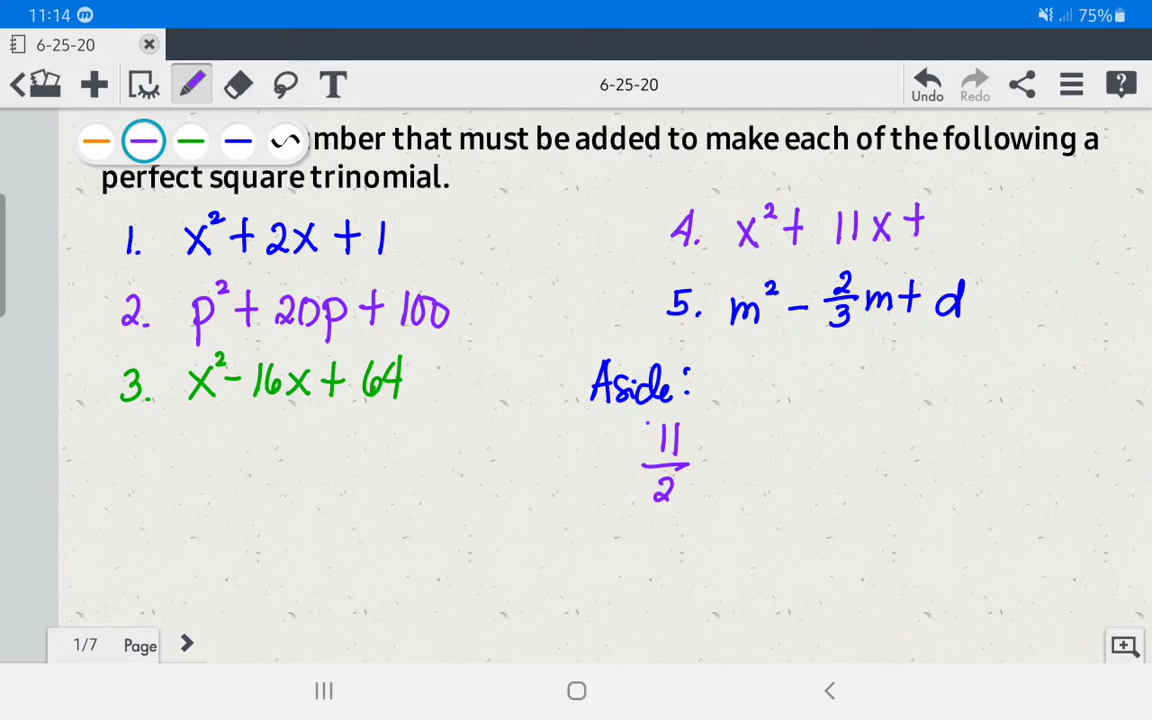 11:14 m 75%
6-25-20
T 6-25-20 Undo Redo ?
mber that must be added to make each of the following a
perfect square trinomial.
1. x² + 2x + 1
2. p² + 20p + 100
3. x² - 16x + 64
4. x² + 11x +
5. m² - 2/3 m + d
Aside:
11
2
1/7 Page